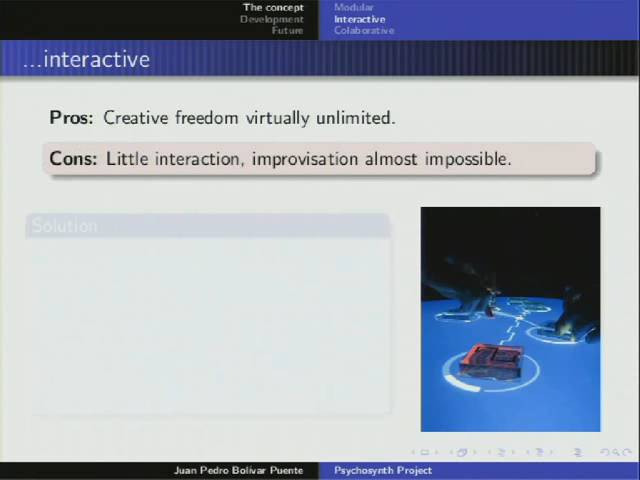 The concept
Development
Future
Modular
Interactive
Colaborative
...interactive
Pros: Creative freedom virtually unlimited.
Cons: Little interaction, improvisation almost impossible.
Solution
Juan Pedro Bolívar Puente
Psychosynth Project